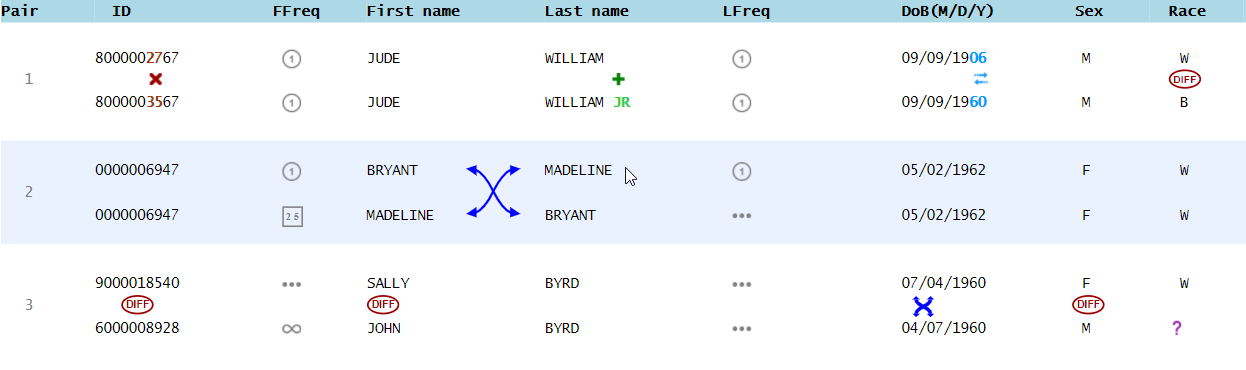 Pair ID FFreq First name Last name LFreq DoB(M/D/Y) Sex Race
8000002767 1 JUDE WILLIAM 1 09/09/1906 M W
1 DIFF
8000003567 1 JUDE WILLIAM JR 1 09/09/1960 M B
0000006947 1 BRYANT MADELINE 1 05/02/1962 F W
2
0000006947 25 MADELINE BRYANT ••• 05/02/1962 F W
9000018540 ••• SALLY BYRD ••• 07/04/1960 F W
3 DIFF DIFF DIFF
6000008928 ∞ JOHN BYRD ••• 04/07/1960 M ?